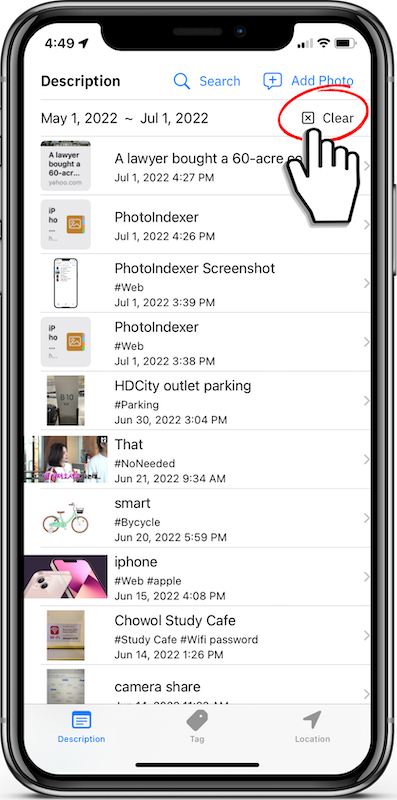 4:49
Description
Search
Add Photo
May 1, 2022 ~ Jul 1, 2022
Clear
A lawyer
bought a
60-acr...
yahoo.com
A lawyer bought a 60-acre
Jul 1, 2022 4:27 PM
iP
ho
...
h...
PhotoIndexer
Jul 1, 2022 4:26 PM
PhotoIndexer Screenshot
#Web
Jul 1, 2022 3:39 PM
iP
ho
...
h...
PhotoIndexer
#Web
Jul 1, 2022 3:38 PM
B 10
HDCity outlet parking
#Parking
Jun 30, 2022 3:04 PM
That
#NoNeeded
Jun 21, 2022 9:34 AM
smart
#Bycycle
Jun 20, 2022 5:59 PM
iphone
#Web #apple
Jun 15, 2022 4:08 PM
Chowol Study Cafe
#Study Cafe #Wifi password
Jun 14, 2022 1:26 PM
camera share
Description
Tag
Location